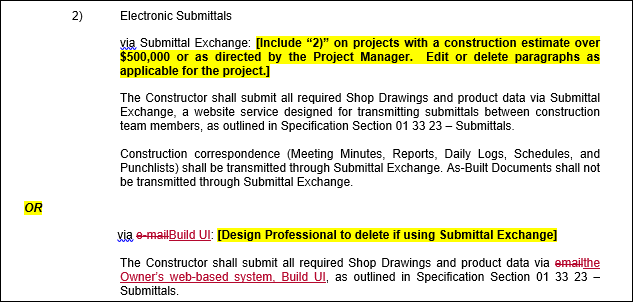 2) Electronic Submittals
via Submittal Exchange: [Include “2)” on projects with a construction estimate over
$500,000 or as directed by the Project Manager. Edit or delete paragraphs as
applicable for the project.]
The Constructor shall submit all required Shop Drawings and product data via Submittal
Exchange, a website service designed for transmitting submittals between construction
team members, as outlined in Specification Section 01 33 23 – Submittals.
Construction correspondence (Meeting Minutes, Reports, Daily Logs, Schedules, and
Punchlists) shall be transmitted through Submittal Exchange. As-Built Documents shall not
be transmitted through Submittal Exchange.
OR
via e-mailBuild UI: [Design Professional to delete if using Submittal Exchange]
The Constructor shall submit all required Shop Drawings and product data via emailthe
Owner’s web-based system, Build UI, as outlined in Specification Section 01 33 23 –
Submittals.